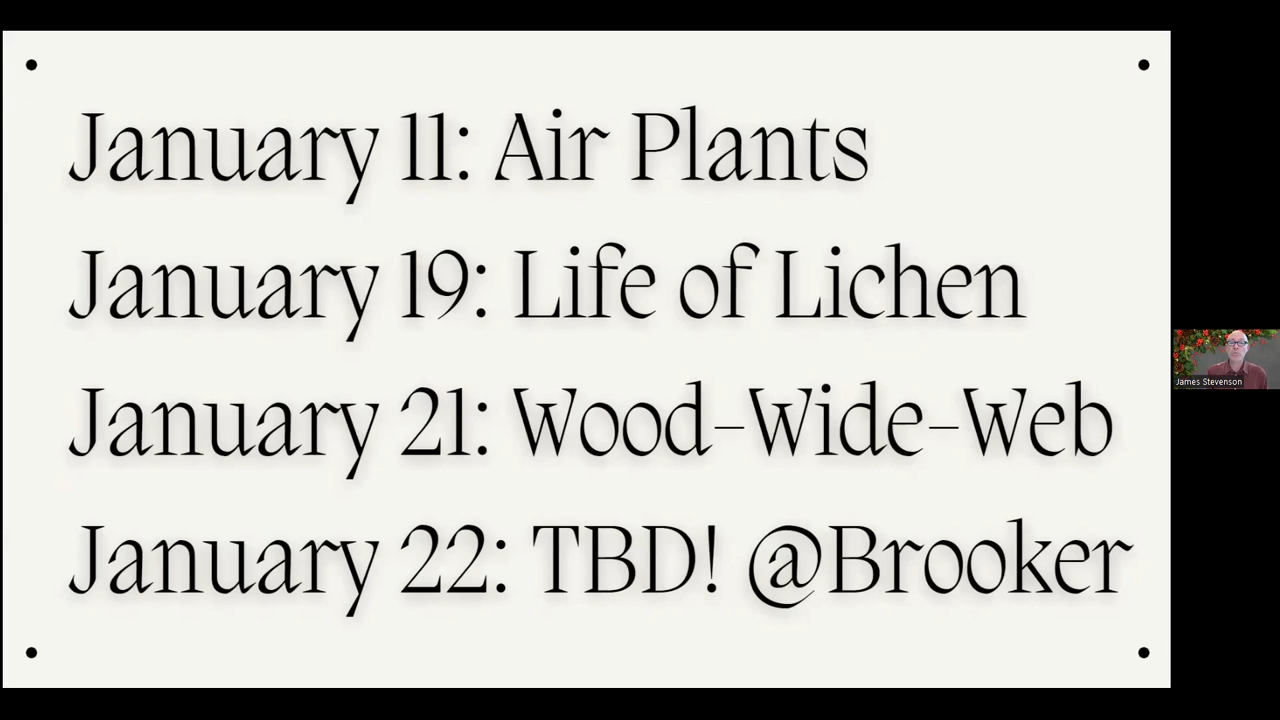 January 11: Air Plants
January 19: Life of Lichen
January 21: Wood-Wide-Web
January 22: TBD! @Brooker
James Stevenson